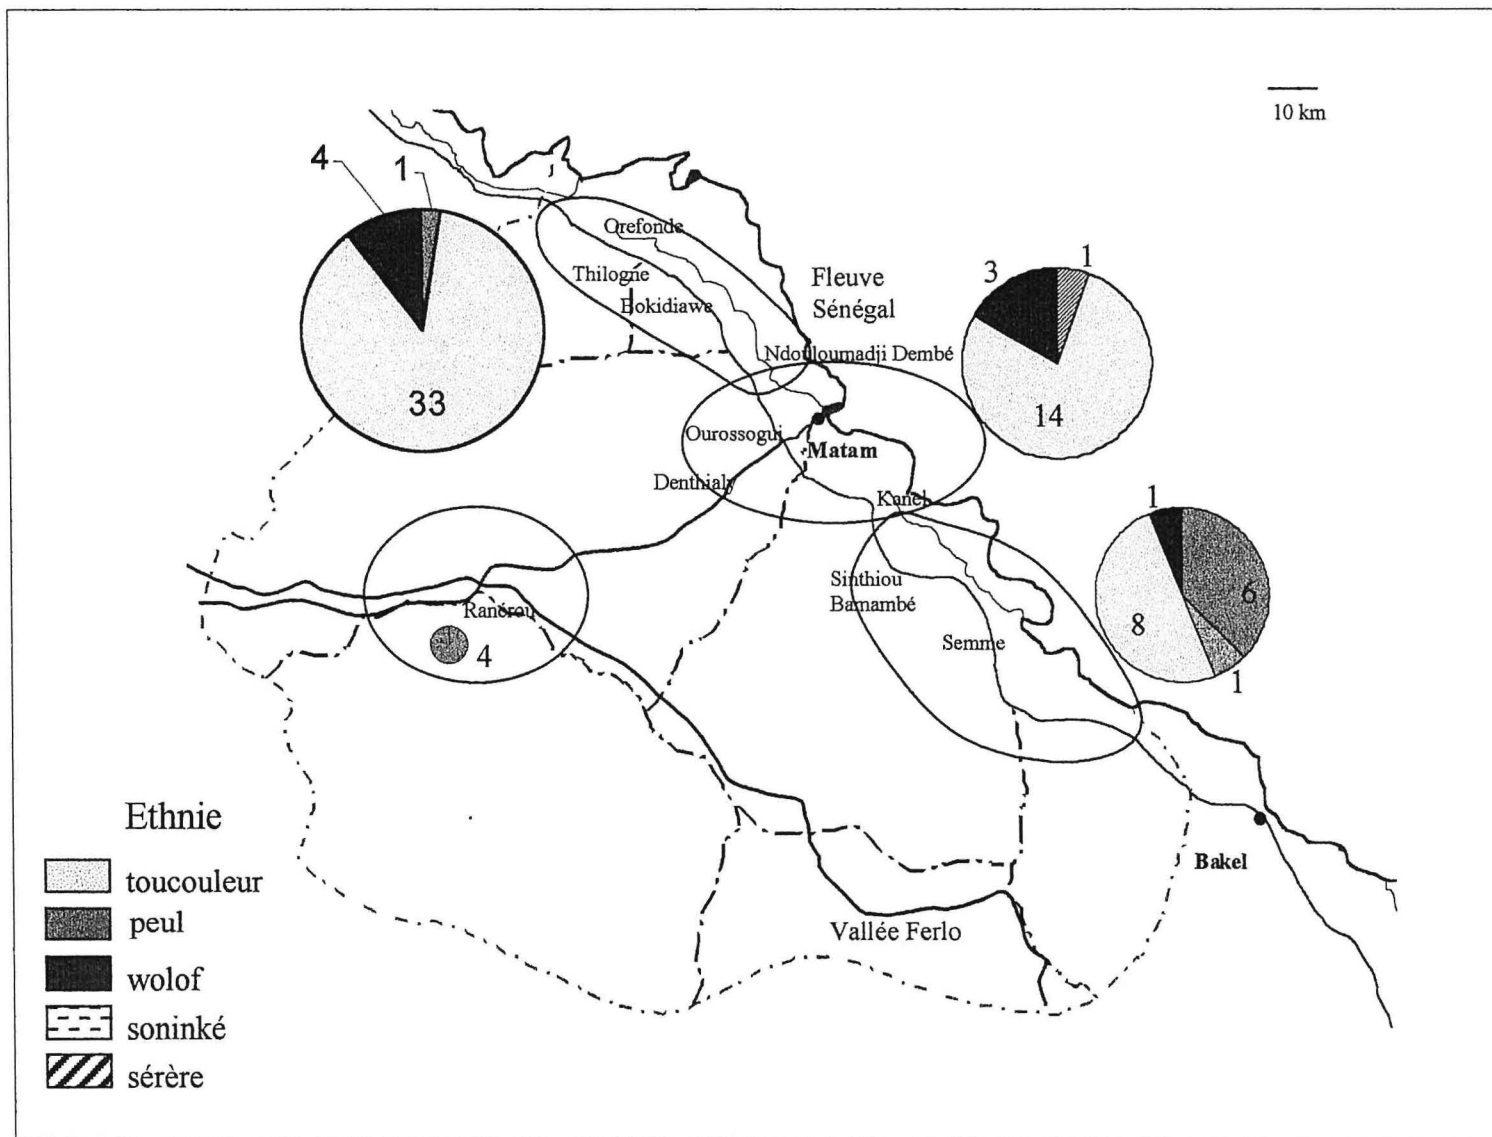 10 km
4
1
33
Orefonde
Thilogne
Bokidiawe
Fleuve
Sénégal
Ndouloumadji Dembé
3
1
14
Ourossogui
Matam
Denthialy
Kanel
1
6
8
1
Sinthiou
Bamambé
Semme
Ranérou
4
Ethnie
toucouleur
peul
wolof
soninké
sérère
Vallée Ferlo
Bakel